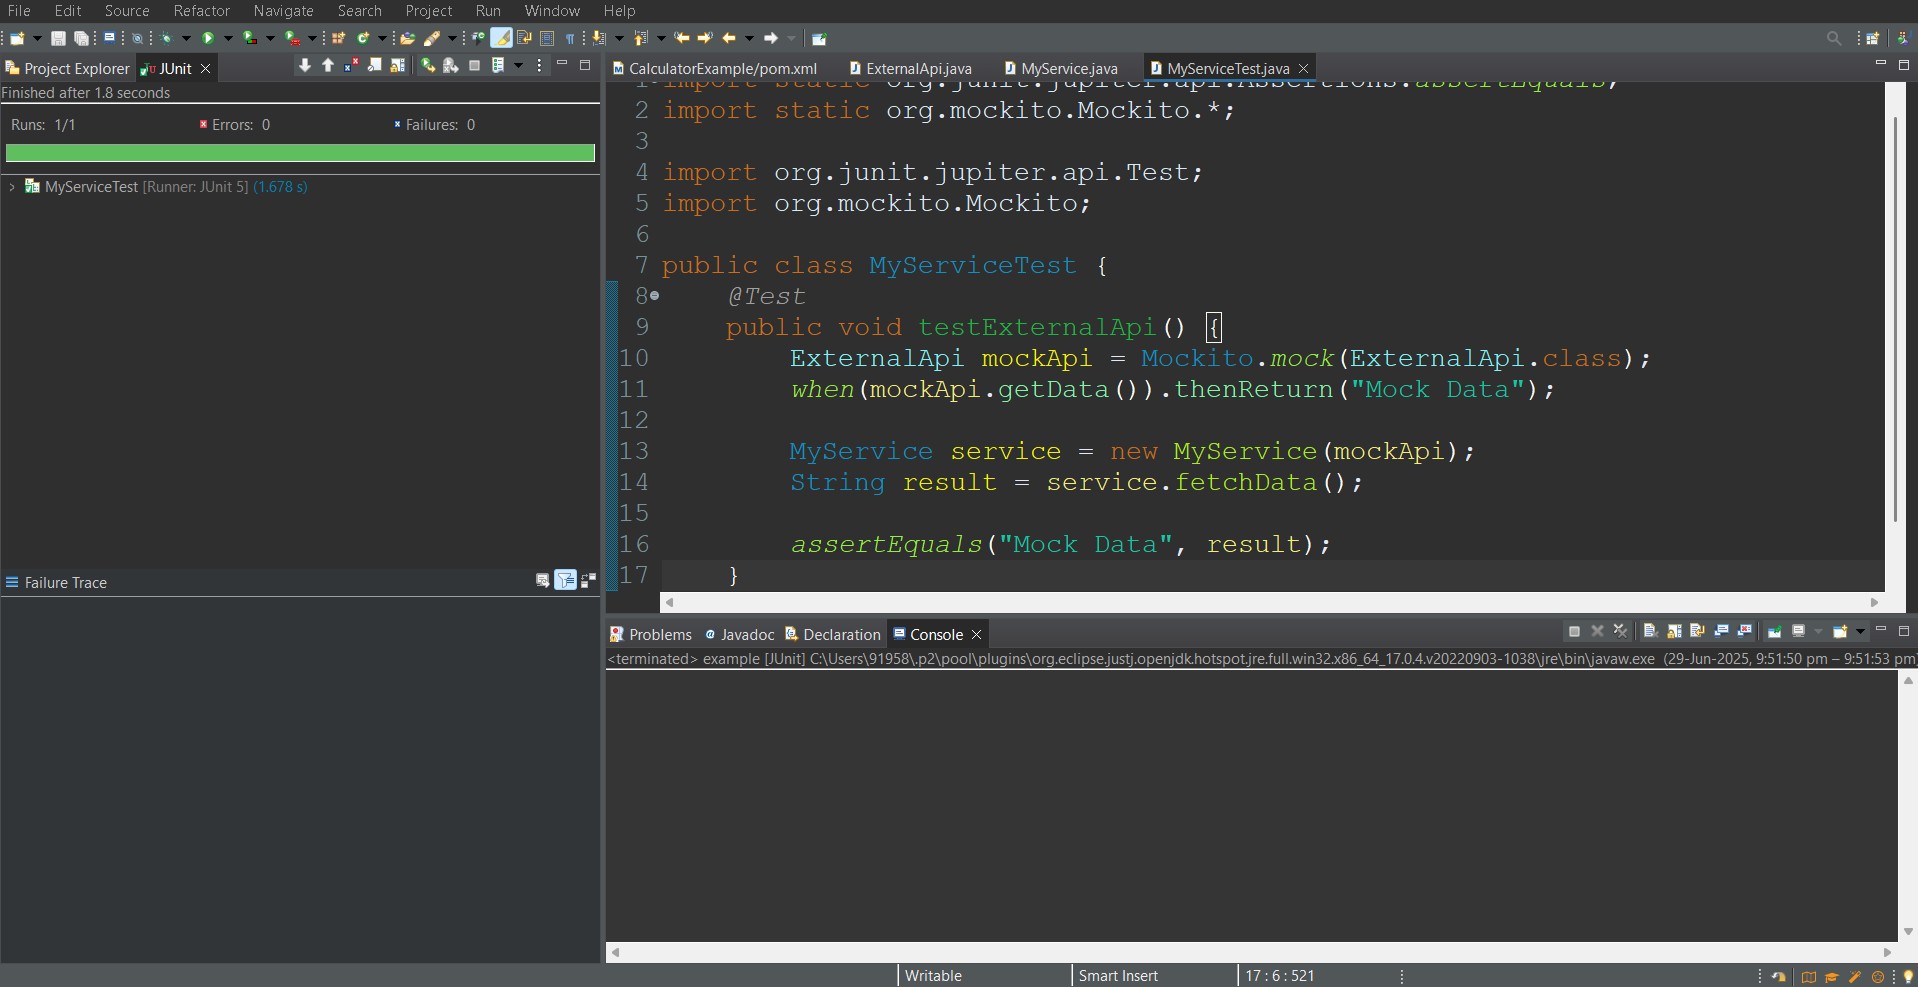 File Edit Source Refactor Navigate Search Project Run Window Help
Project Explorer JUnit
Finished after 1.8 seconds
Runs: 1/1 Errors: 0 Failures: 0
MyServiceTest [Runner: JUnit 5] (1.678 s)
Failure Trace
CalculatorExample/pom.xml ExternalApi.java MyService.java MyServiceTest.java
1 import static org.junit.jupiter.api.Assertions.assertEquals;
2 import static org.mockito.Mockito.*;
3
4 import org.junit.jupiter.api.Test;
5 import org.mockito.Mockito;
6
7 public class MyServiceTest {
8 @Test
9 public void testExternalApi() {
10 ExternalApi mockApi = Mockito.mock(ExternalApi.class);
11 when(mockApi.getData()).thenReturn("Mock Data");
12
13 MyService service = new MyService(mockApi);
14 String result = service.fetchData();
15
16 assertEquals("Mock Data", result);
17 }
Problems Javadoc Declaration Console
<terminated> example [JUnit] C:\Users\91958\.p2\pool\plugins\org.eclipse.justj.openjdk.hotspot.jre.full.win32.x86_64_17.0.4.v20220903-1038\jre\bin\javaw.exe (29-Jun-2025, 9:51:50 pm – 9:51:53 pm)
Writable Smart Insert 17 : 6 : 521